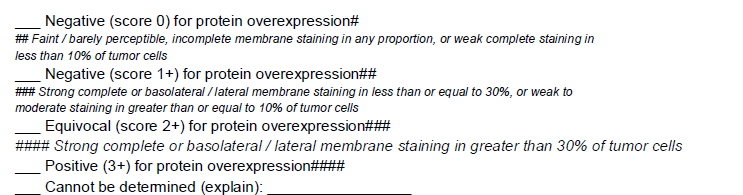 ___ Negative (score 0) for protein overexpression#
## Faint / barely perceptible, incomplete membrane staining in any proportion, or weak complete staining in
less than 10% of tumor cells
___ Negative (score 1+) for protein overexpression##
### Strong complete or basolateral / lateral membrane staining in less than or equal to 30%, or weak to
moderate staining in greater than or equal to 10% of tumor cells
___ Equivocal (score 2+) for protein overexpression###
#### Strong complete or basolateral / lateral membrane staining in greater than 30% of tumor cells
___ Positive (3+) for protein overexpression####
___ Cannot be determined (explain): _________________